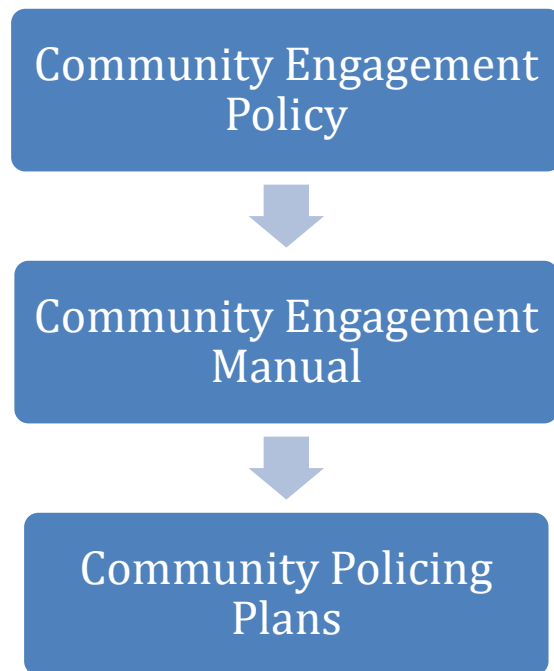 Community Engagement
Policy
Community Engagement
Manual
Community Policing
Plans